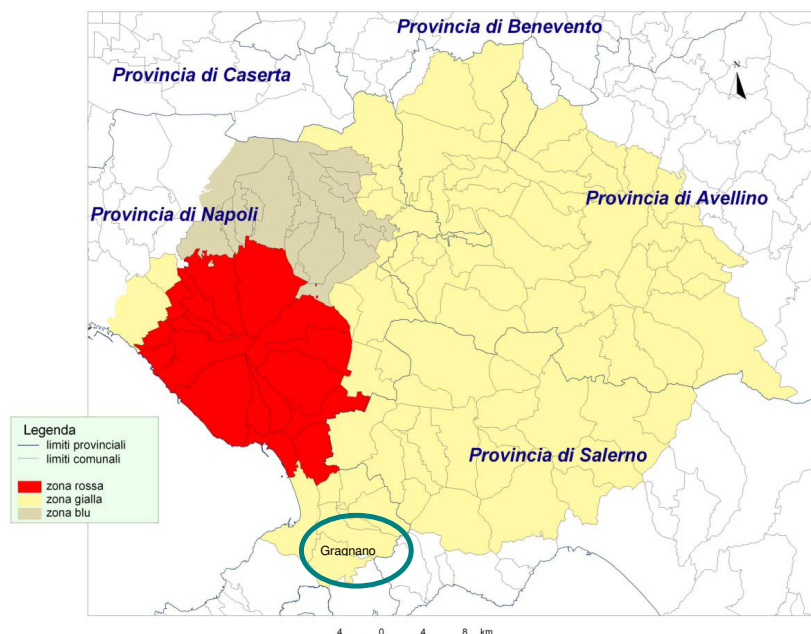 Provincia di Benevento
Provincia di Caserta
N
Provincia di Avellino
Provincia di Napoli
Legenda
limiti provinciali
limiti comunali
zona rossa
zona gialla
zona blu
Provincia di Salerno
Gragnano
4 0 4 8 km